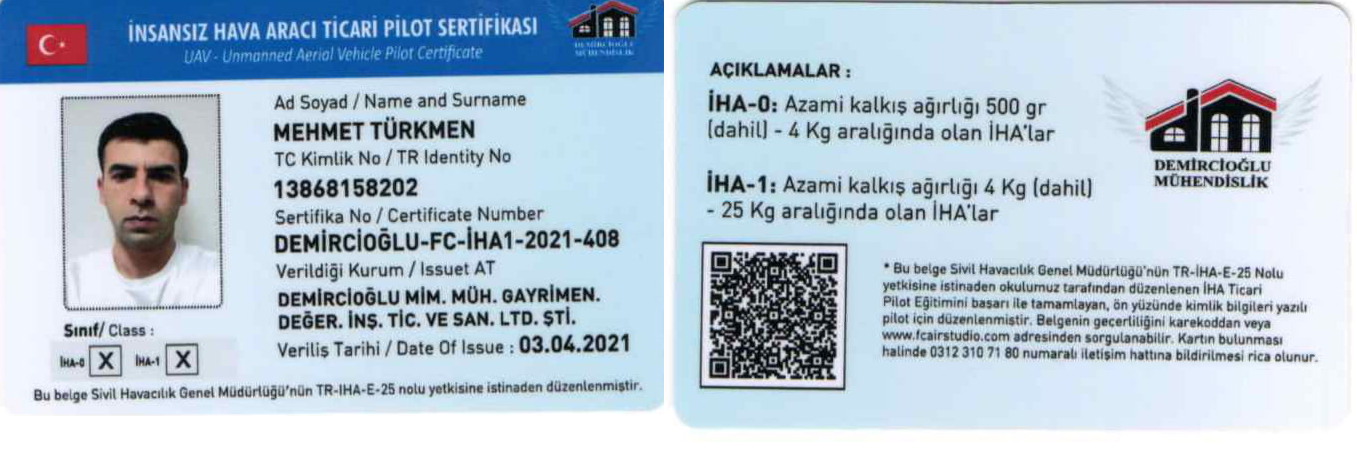 İNSANSIZ HAVA ARACI TİCARİ PİLOT SERTİFİKASI
UAV - Unmanned Aerial Vehicle Pilot Certificate
DEMİRCİOĞLU
MÜHENDİSLİK
Ad Soyad / Name and Surname
MEHMET TÜRKMEN
TC Kimlik No / TR Identity No
13868158202
Sertifika No / Certificate Number
DEMİRCİOĞLU-FC-İHA1-2021-408
Verildiği Kurum / Issuet AT
DEMİRCİOĞLU MİM. MÜH. GAYRİMEN.
DEĞER. İNŞ. TİC. VE SAN. LTD. ŞTİ.
Veriliş Tarihi / Date Of Issue : 03.04.2021
Sınıf/ Class :
İHA-0 X İHA-1 X
Bu belge Sivil Havacılık Genel Müdürlüğü'nün TR-IHA-E-25 nolu yetkisine istinaden düzenlenmiştir.
AÇIKLAMALAR :
İHA-0: Azami kalkış ağırlığı 500 gr
(dahil) - 4 Kg aralığında olan İHA'lar
İHA-1: Azami kalkış ağırlığı 4 Kg (dahil)
- 25 Kg aralığında olan İHA'lar
DEMİRCİOĞLU
MÜHENDİSLİK
* Bu belge Sivil Havacılık Genel Müdürlüğü'nün TR-İHA-E-25 Nolu
yetkisine istinaden okulumuz tarafından düzenlenen İHA Ticari
Pilot Eğitimini başarı ile tamamlayan, ön yüzünde kimlik bilgileri yazılı
pilot için düzenlenmiştir. Belgenin geçerliliğini karekoddan veya
www.fcairstudio.com adresinden sorgulanabilir. Kartın bulunması
halinde 0312 310 71 80 numaralı iletişim hattına bildirilmesi rica olunur.